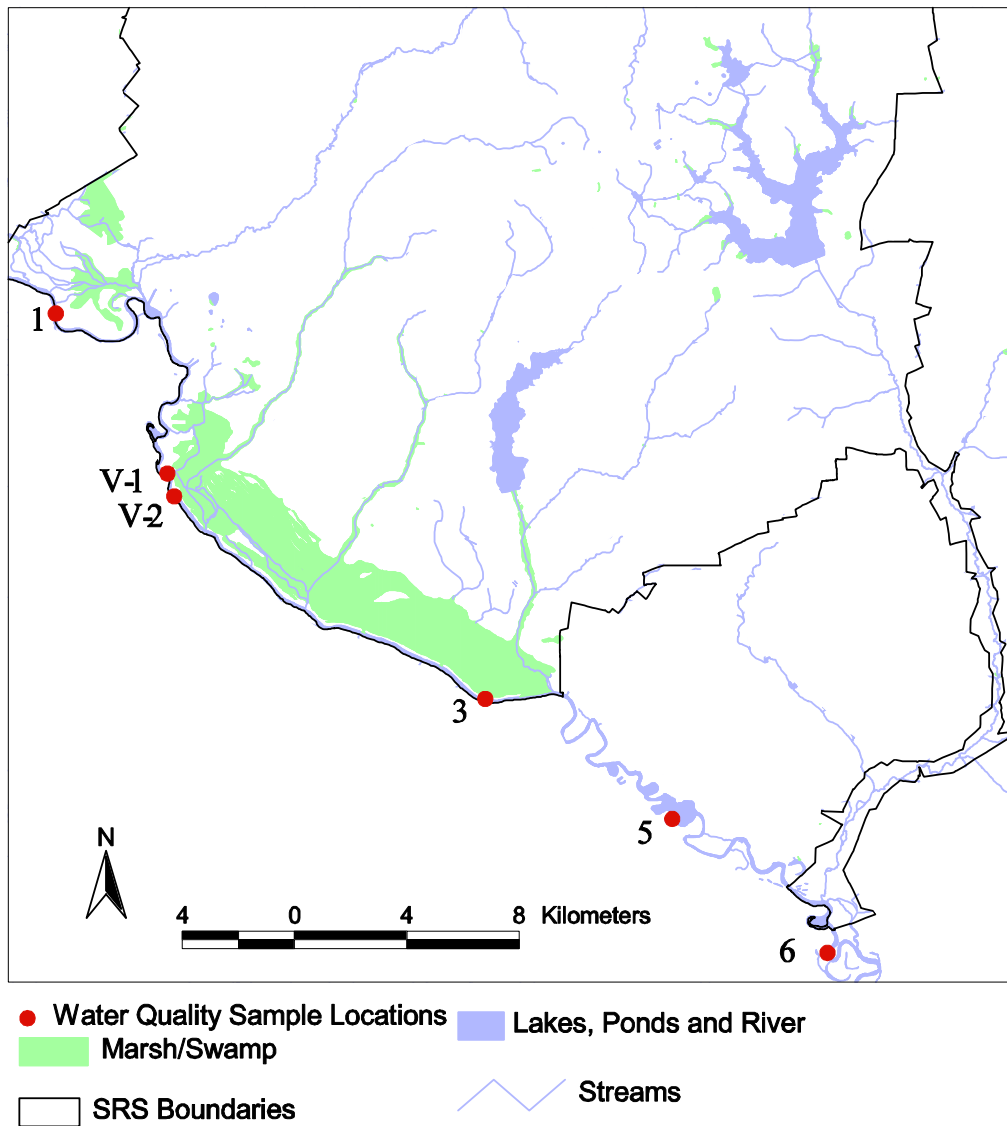 1
V-1
V-2
3
5
6
N
4 0 4 8 Kilometers
Water Quality Sample Locations
Lakes, Ponds and River
Marsh/Swamp
Streams
SRS Boundaries